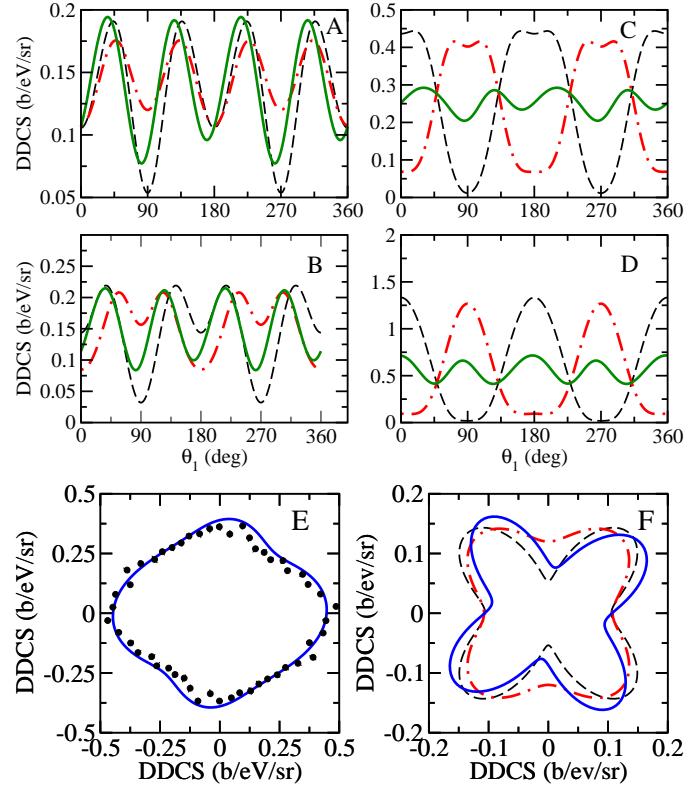 A
C
DDCS (b/eV/sr)
0.2
0.15
0.1
0.05
0 90 180 270 360
0.5
0.4
0.3
0.2
0.1
0
0 90 180 270 360
B
D
DDCS (b/eV/sr)
0.2
0.15
0.1
0.05
0
0 90 180 270 360
θ1 (deg)
2
1.5
1
0.5
0
0 90 180 270 360
θ1 (deg)
E
F
DDCS (b/eV/sr)
0.5
0.25
0
-0.25
-0.5
-0.5 -0.25 0 0.25 0.5
DDCS (b/eV/sr)
DDCS (b/ev/sr)
0.2
0.1
0
-0.1
-0.2
-0.2 -0.1 0 0.1 0.2
DDCS (b/ev/sr)